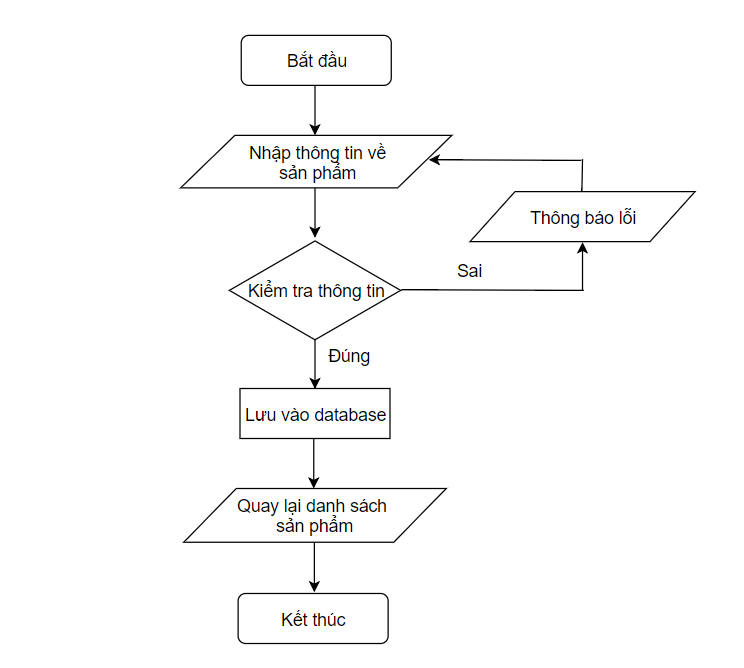 Bắt đầu
Nhập thông tin về
sản phẩm
Thông báo lỗi
Sai
Kiểm tra thông tin
Đúng
Lưu vào database
Quay lại danh sách
sản phẩm
Kết thúc